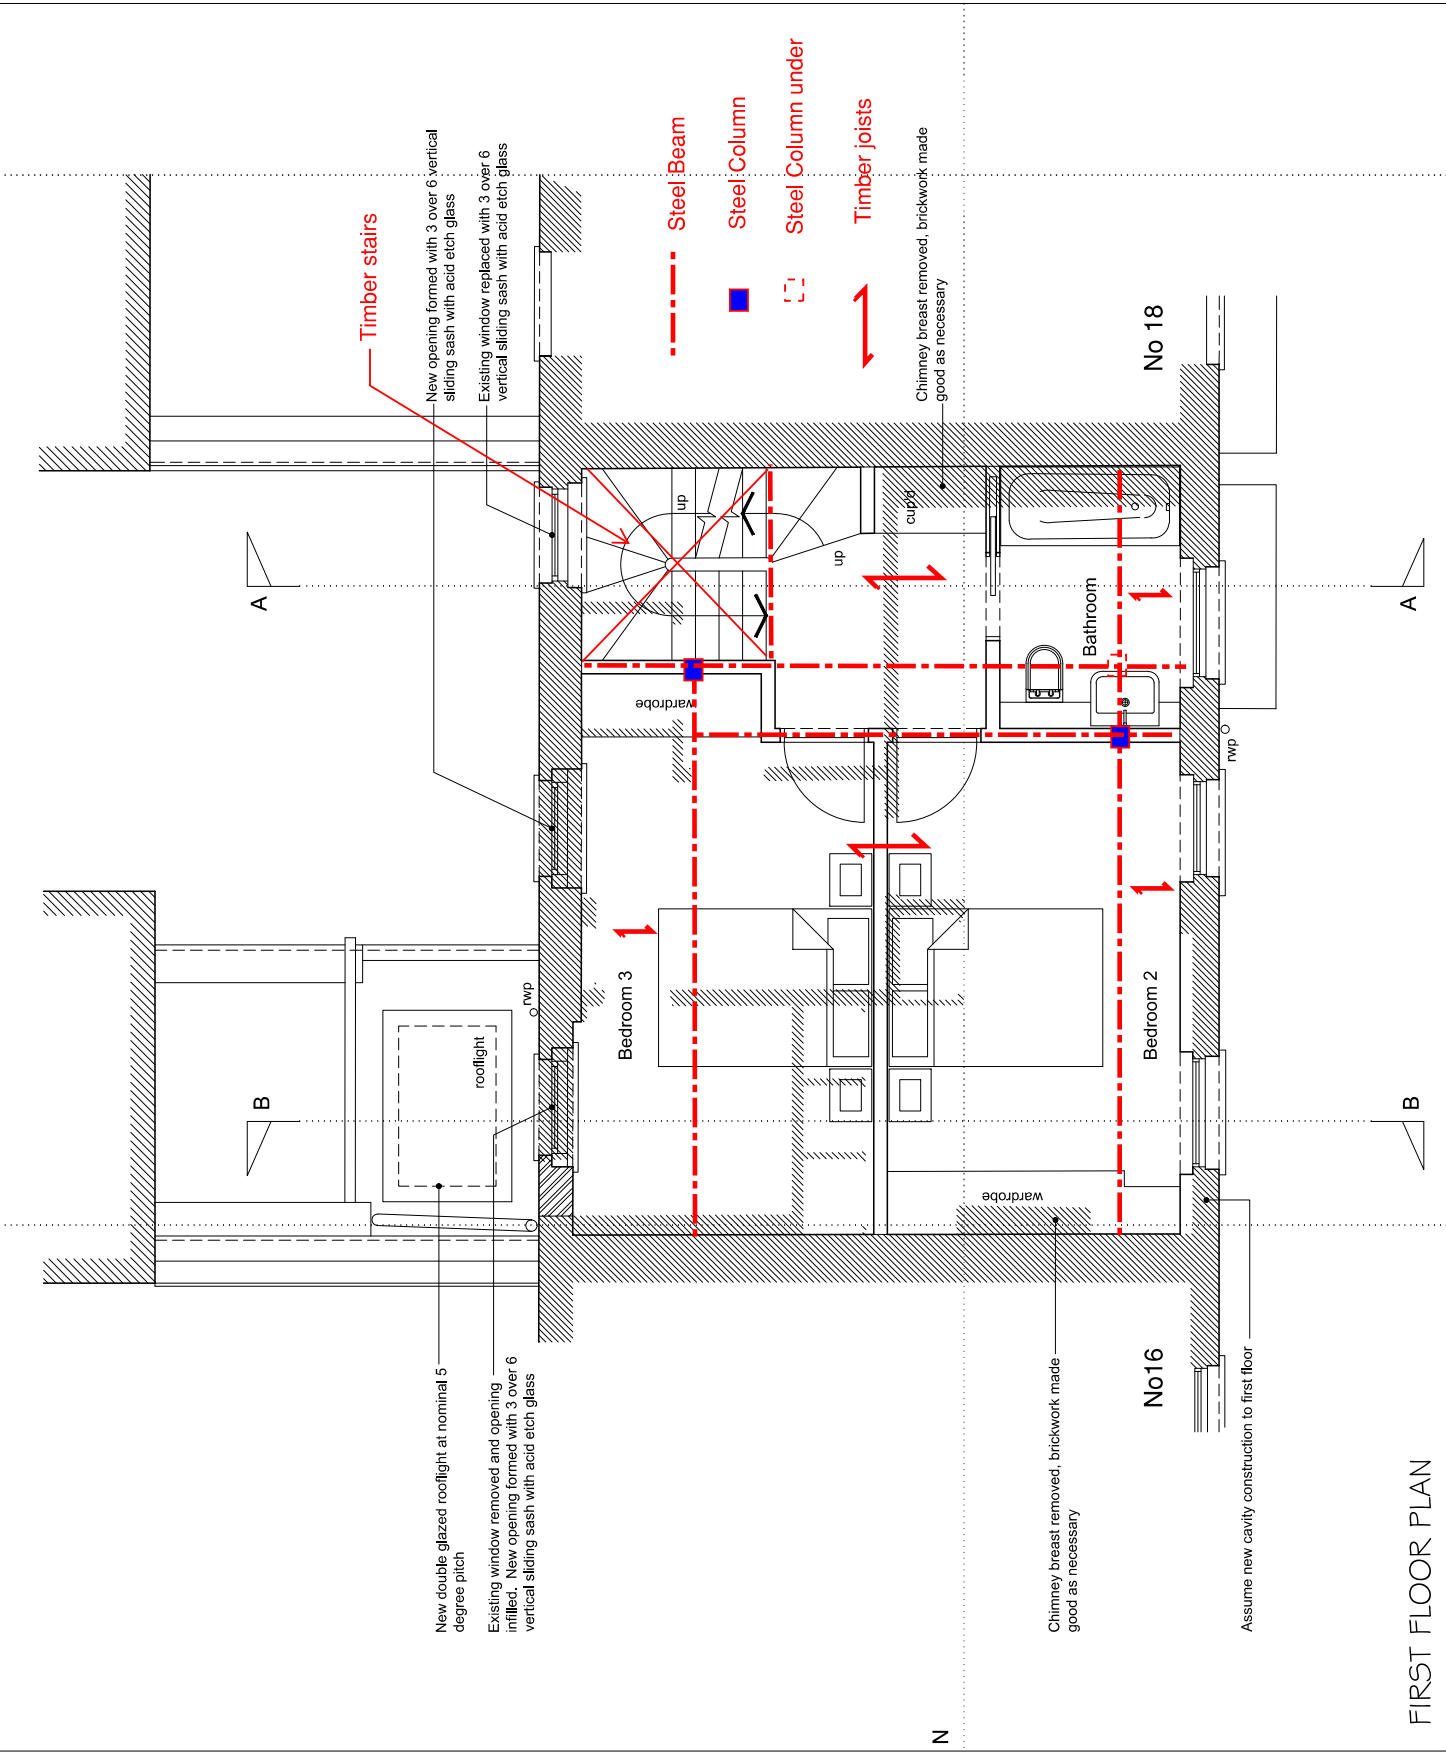 Timber stairs
New opening formed with 3 over 6 vertical
sliding sash with acid etch glass
Existing window replaced with 3 over 6
vertical sliding sash with acid etch glass
Steel Beam
Steel Column
Steel Column under
Timber joists
Chimney breast removed, brickwork made
good as necessary
No 18
A
A
up
up
cup'd
Bathroom
wardrobe
rwp
rwp
rooflight
Bedroom 3
Bedroom 2
B
B
wardrobe
New double glazed rooflight at nominal 5
degree pitch
Existing window removed and opening
infilled. New opening formed with 3 over 6
vertical sliding sash with acid etch glass
Chimney breast removed, brickwork made
good as necessary
No16
Assume new cavity construction to first floor
N
FIRST FLOOR PLAN